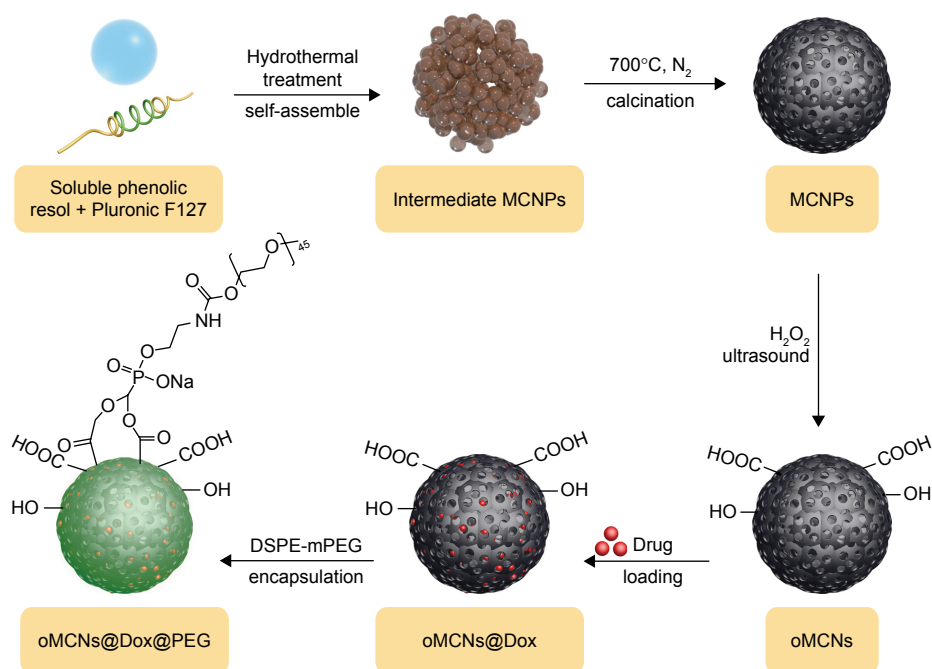 Hydrothermal
treatment
self-assemble
700°C, N₂
calcination
Soluble phenolic
resol + Pluronic F127
Intermediate MCNPs
MCNPs
H₂O₂
ultrasound
O
45
O
O
O
NH
O
O
P
ONa
O
O
O
O
HOOC
COOH
HO
OH
HOOC
COOH
HO
OH
HOOC
COOH
HO
OH
DSPE-mPEG
encapsulation
Drug
loading
oMCNs@Dox@PEG
oMCNs@Dox
oMCNs